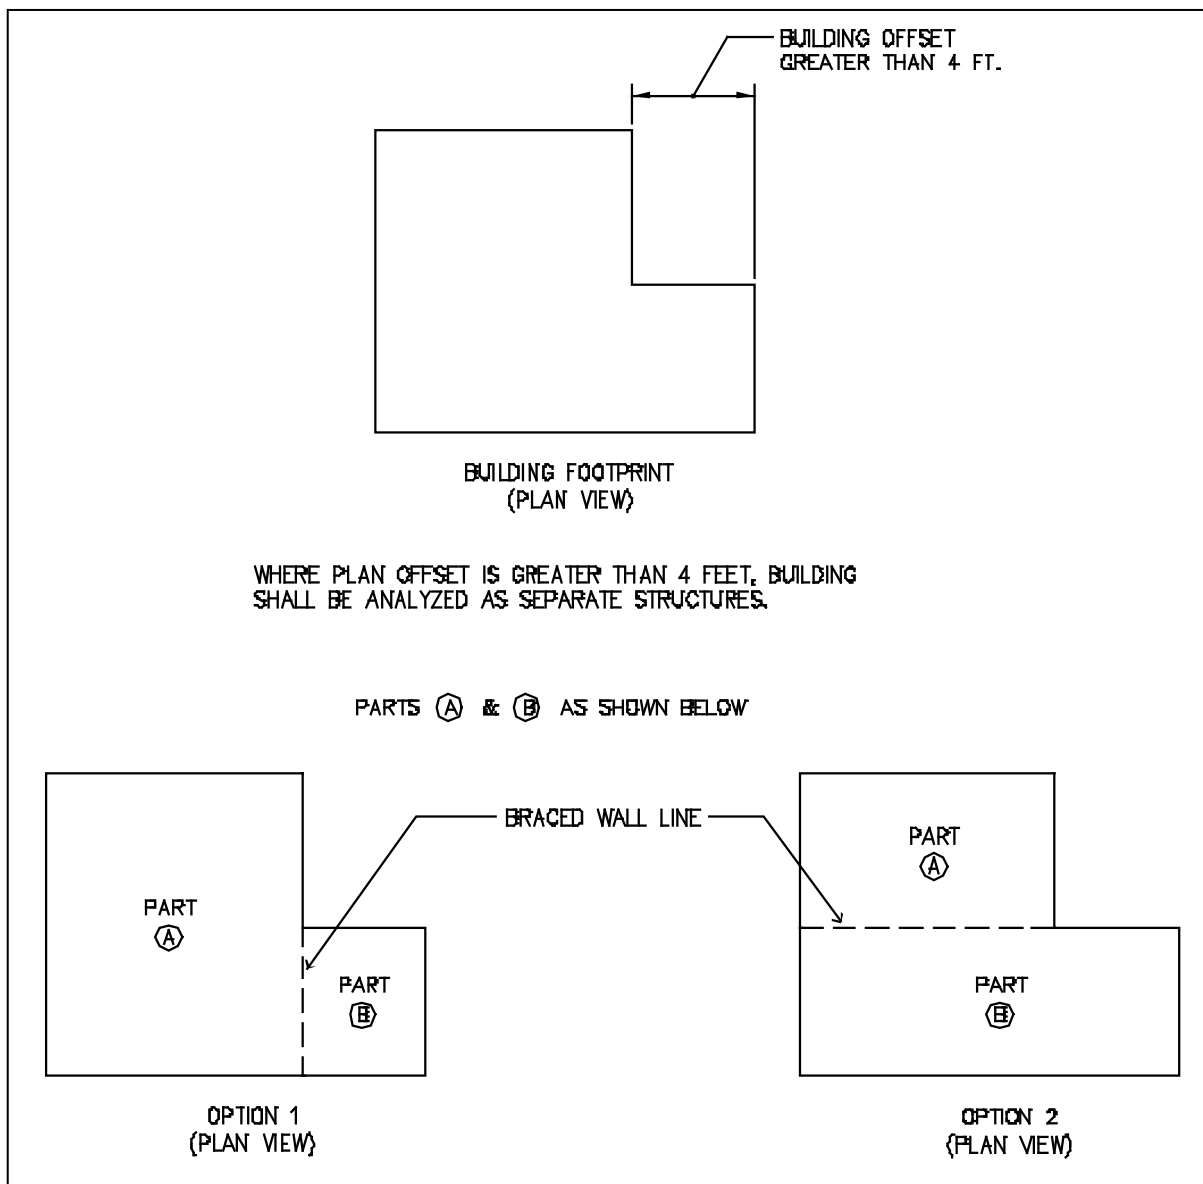 BUILDING OFFSET
GREATER THAN 4 FT.
BUILDING FOOTPRINT
(PLAN VIEW)
WHERE PLAN OFFSET IS GREATER THAN 4 FEET, BUILDING
SHALL BE ANALYZED AS SEPARATE STRUCTURES.
PARTS A & B AS SHOWN BELOW
BRACED WALL LINE
PART
A
PART
B
OPTION 1
(PLAN VIEW)
PART
A
PART
B
OPTION 2
(PLAN VIEW)